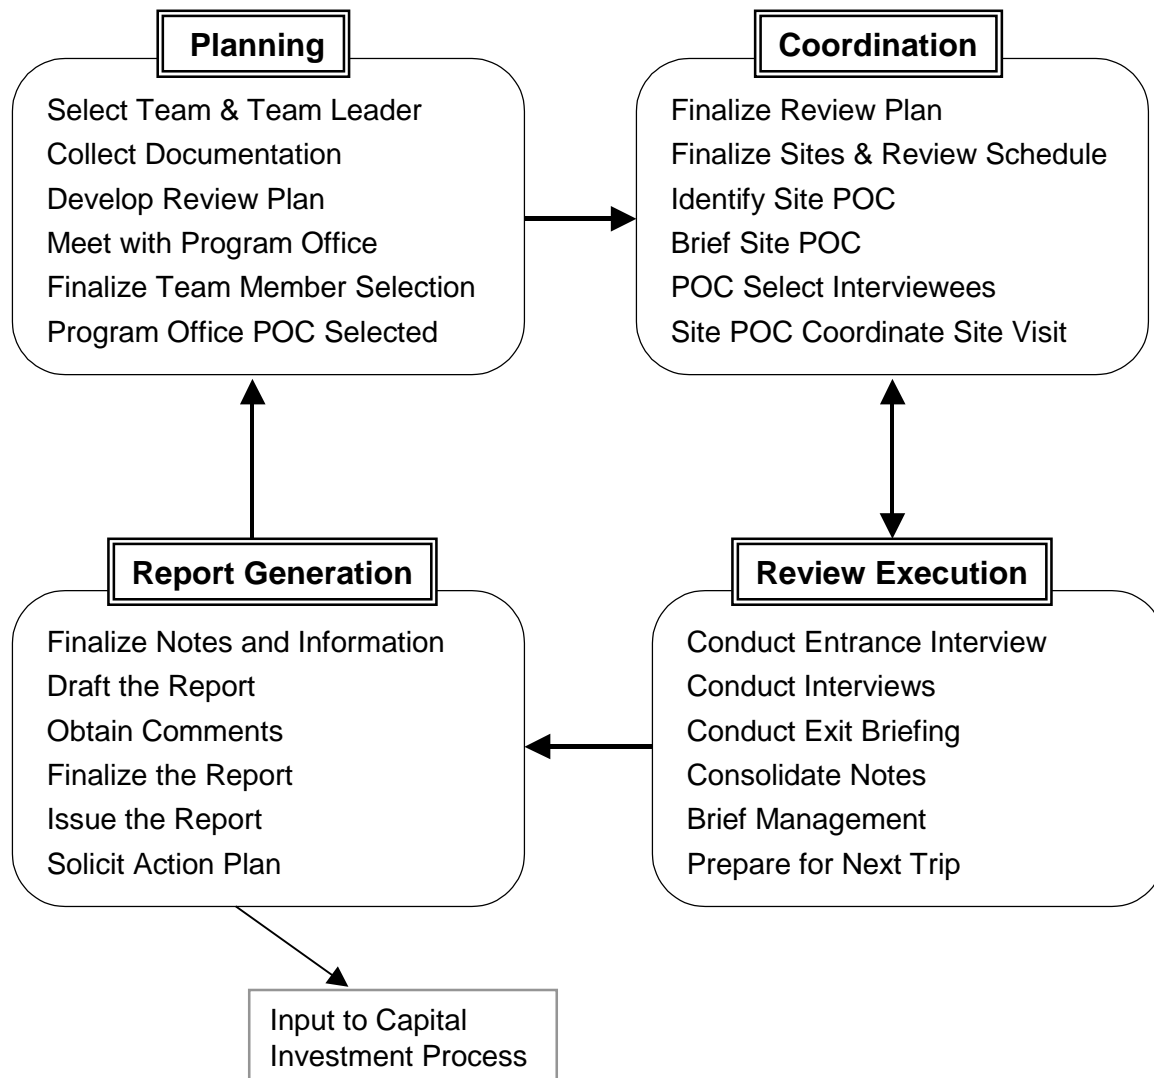 Planning
Select Team & Team Leader
Collect Documentation
Develop Review Plan
Meet with Program Office
Finalize Team Member Selection
Program Office POC Selected
Coordination
Finalize Review Plan
Finalize Sites & Review Schedule
Identify Site POC
Brief Site POC
POC Select Interviewees
Site POC Coordinate Site Visit
Report Generation
Finalize Notes and Information
Draft the Report
Obtain Comments
Finalize the Report
Issue the Report
Solicit Action Plan
Review Execution
Conduct Entrance Interview
Conduct Interviews
Conduct Exit Briefing
Consolidate Notes
Brief Management
Prepare for Next Trip
Input to Capital
Investment Process